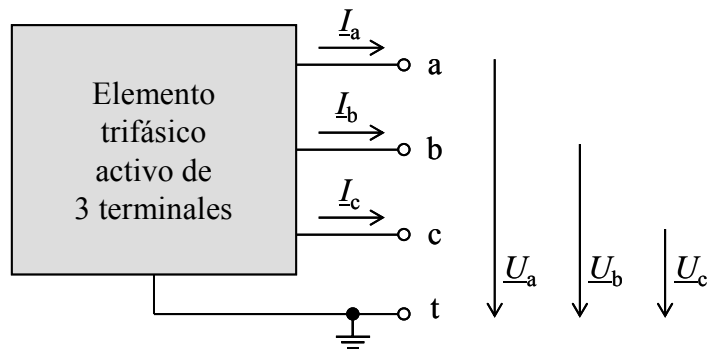 Elemento
trifásico
activo de
3 terminales
I_a
a
I_b
b
I_c
c
t
U_a
U_b
U_c